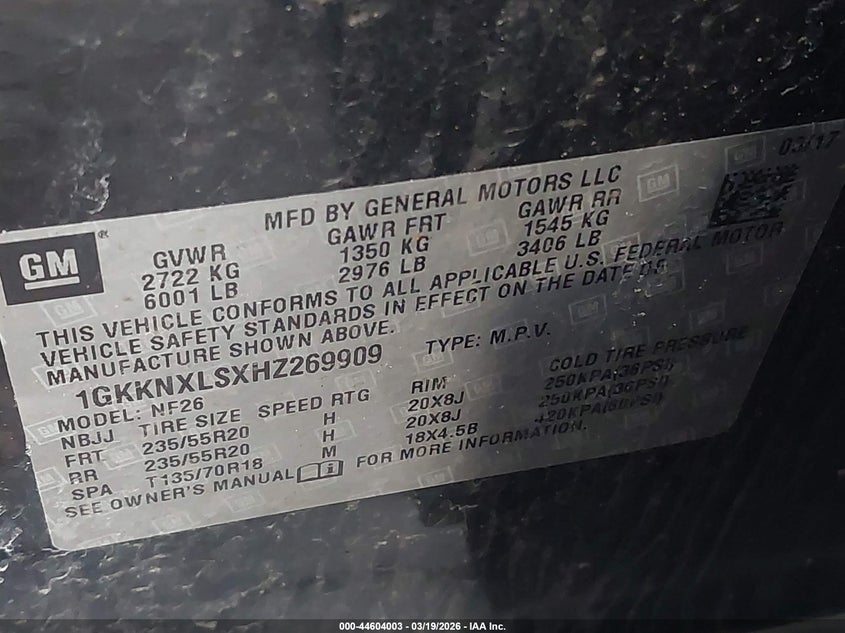 03/17
MFD BY GENERAL MOTORS LLC
GM®
GVWR GAWR FRT GAWR RR
2722 KG 1350 KG 1545 KG
6001 LB 2976 LB 3406 LB
THIS VEHICLE CONFORMS TO ALL APPLICABLE U.S. FEDERAL MOTOR
VEHICLE SAFETY STANDARDS IN EFFECT ON THE DATE OF
MANUFACTURE SHOWN ABOVE.
1GKKNXLSXHZ269909 TYPE: M.P.V.
MODEL: NF26
NBJJ TIRE SIZE SPEED RTG RIM COLD TIRE PRESSURE
FRT 235/55R20 H 20X8J 250KPA(36PSI)
RR 235/55R20 H 20X8J 250KPA(36PSI)
SPA T135/70R18 M 18X4.5B 420KPA(60PSI)
SEE OWNER'S MANUAL FOR MORE INFORMATION.
000-44604003 - 03/19/2026 - IAA Inc.